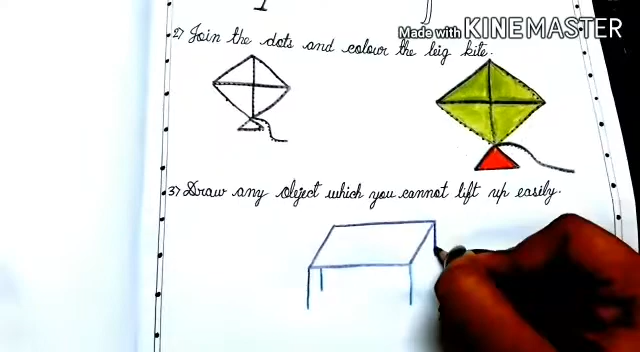 Made with KINEMASTER
2) Join the dots and colour the big kite.
3) Draw any object which you cannot lift up easily.